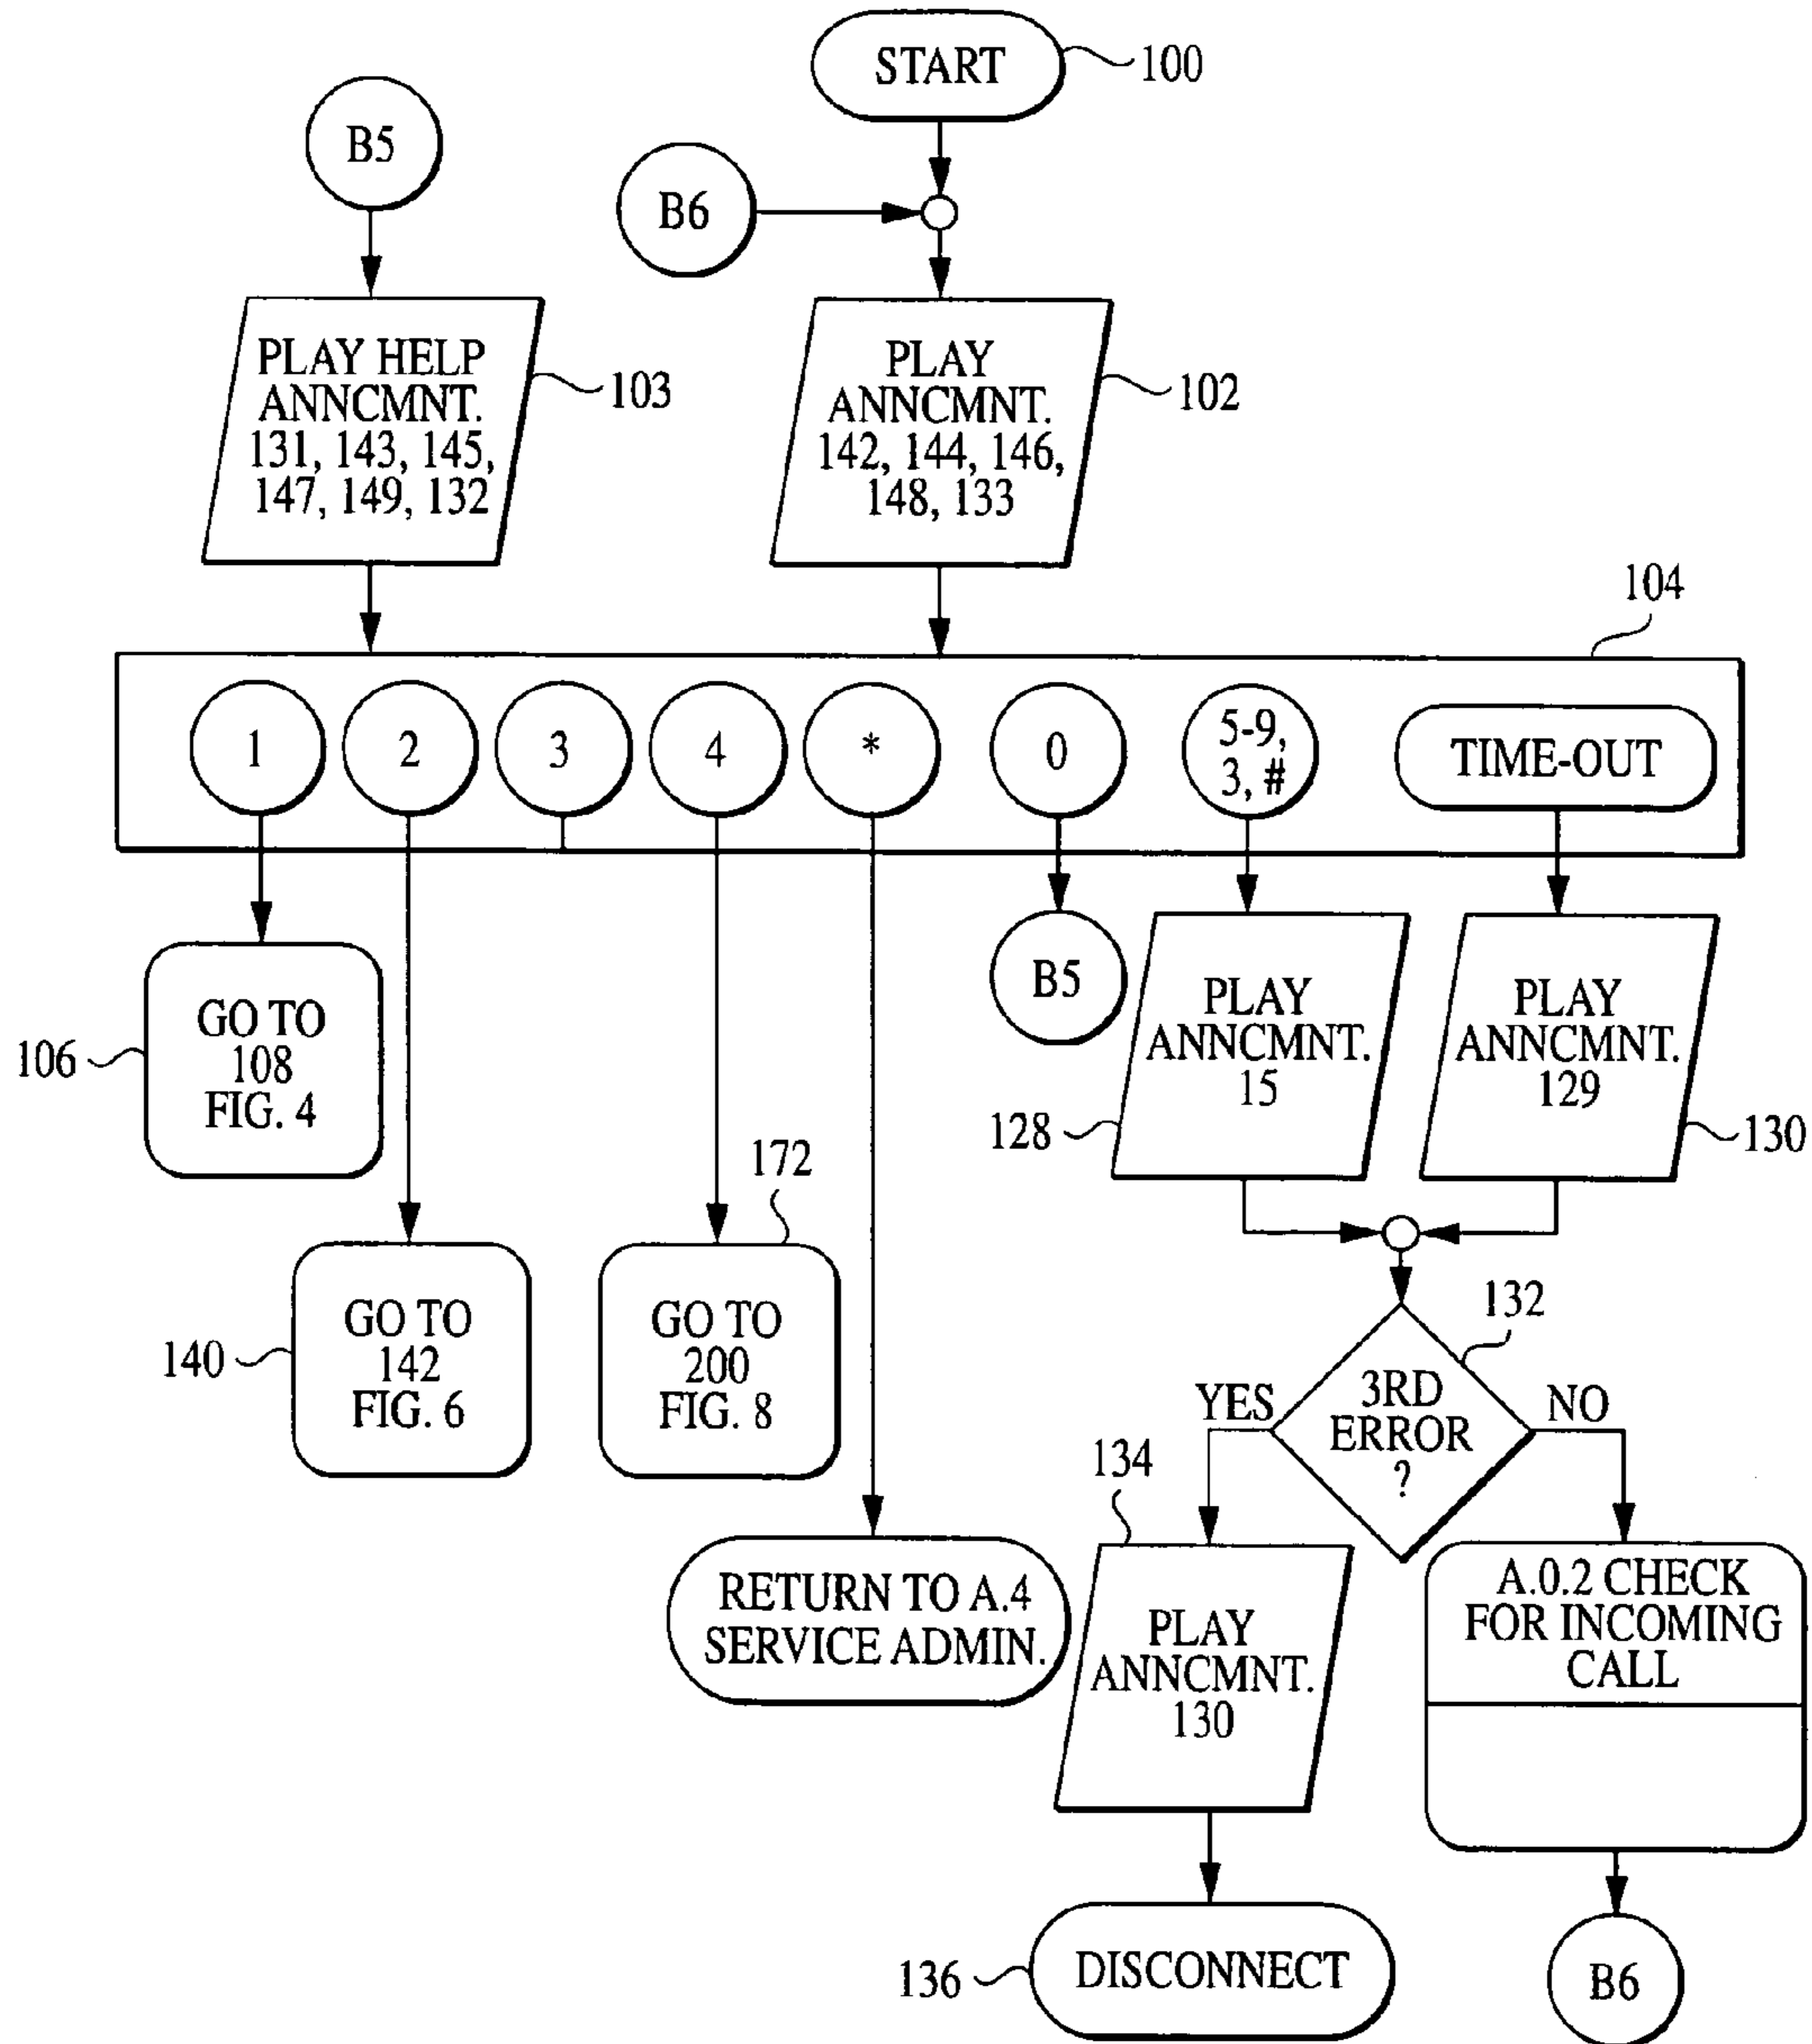 START
100
B5
B6
PLAY HELP
ANNCMNT.
131, 143, 145,
147, 149, 132
103
PLAY
ANNCMNT.
142, 144, 146,
148, 133
102
104
1
2
3
4
*
0
5-9,
3, #
TIME-OUT
GO TO
108
FIG. 4
106
B5
PLAY
ANNCMNT.
15
128
PLAY
ANNCMNT.
129
130
GO TO
142
FIG. 6
140
172
GO TO
200
FIG. 8
132
3RD
ERROR
?
YES
NO
RETURN TO A.4
SERVICE ADMIN.
134
PLAY
ANNCMNT.
130
A.0.2 CHECK
FOR INCOMING
CALL
136
DISCONNECT
B6